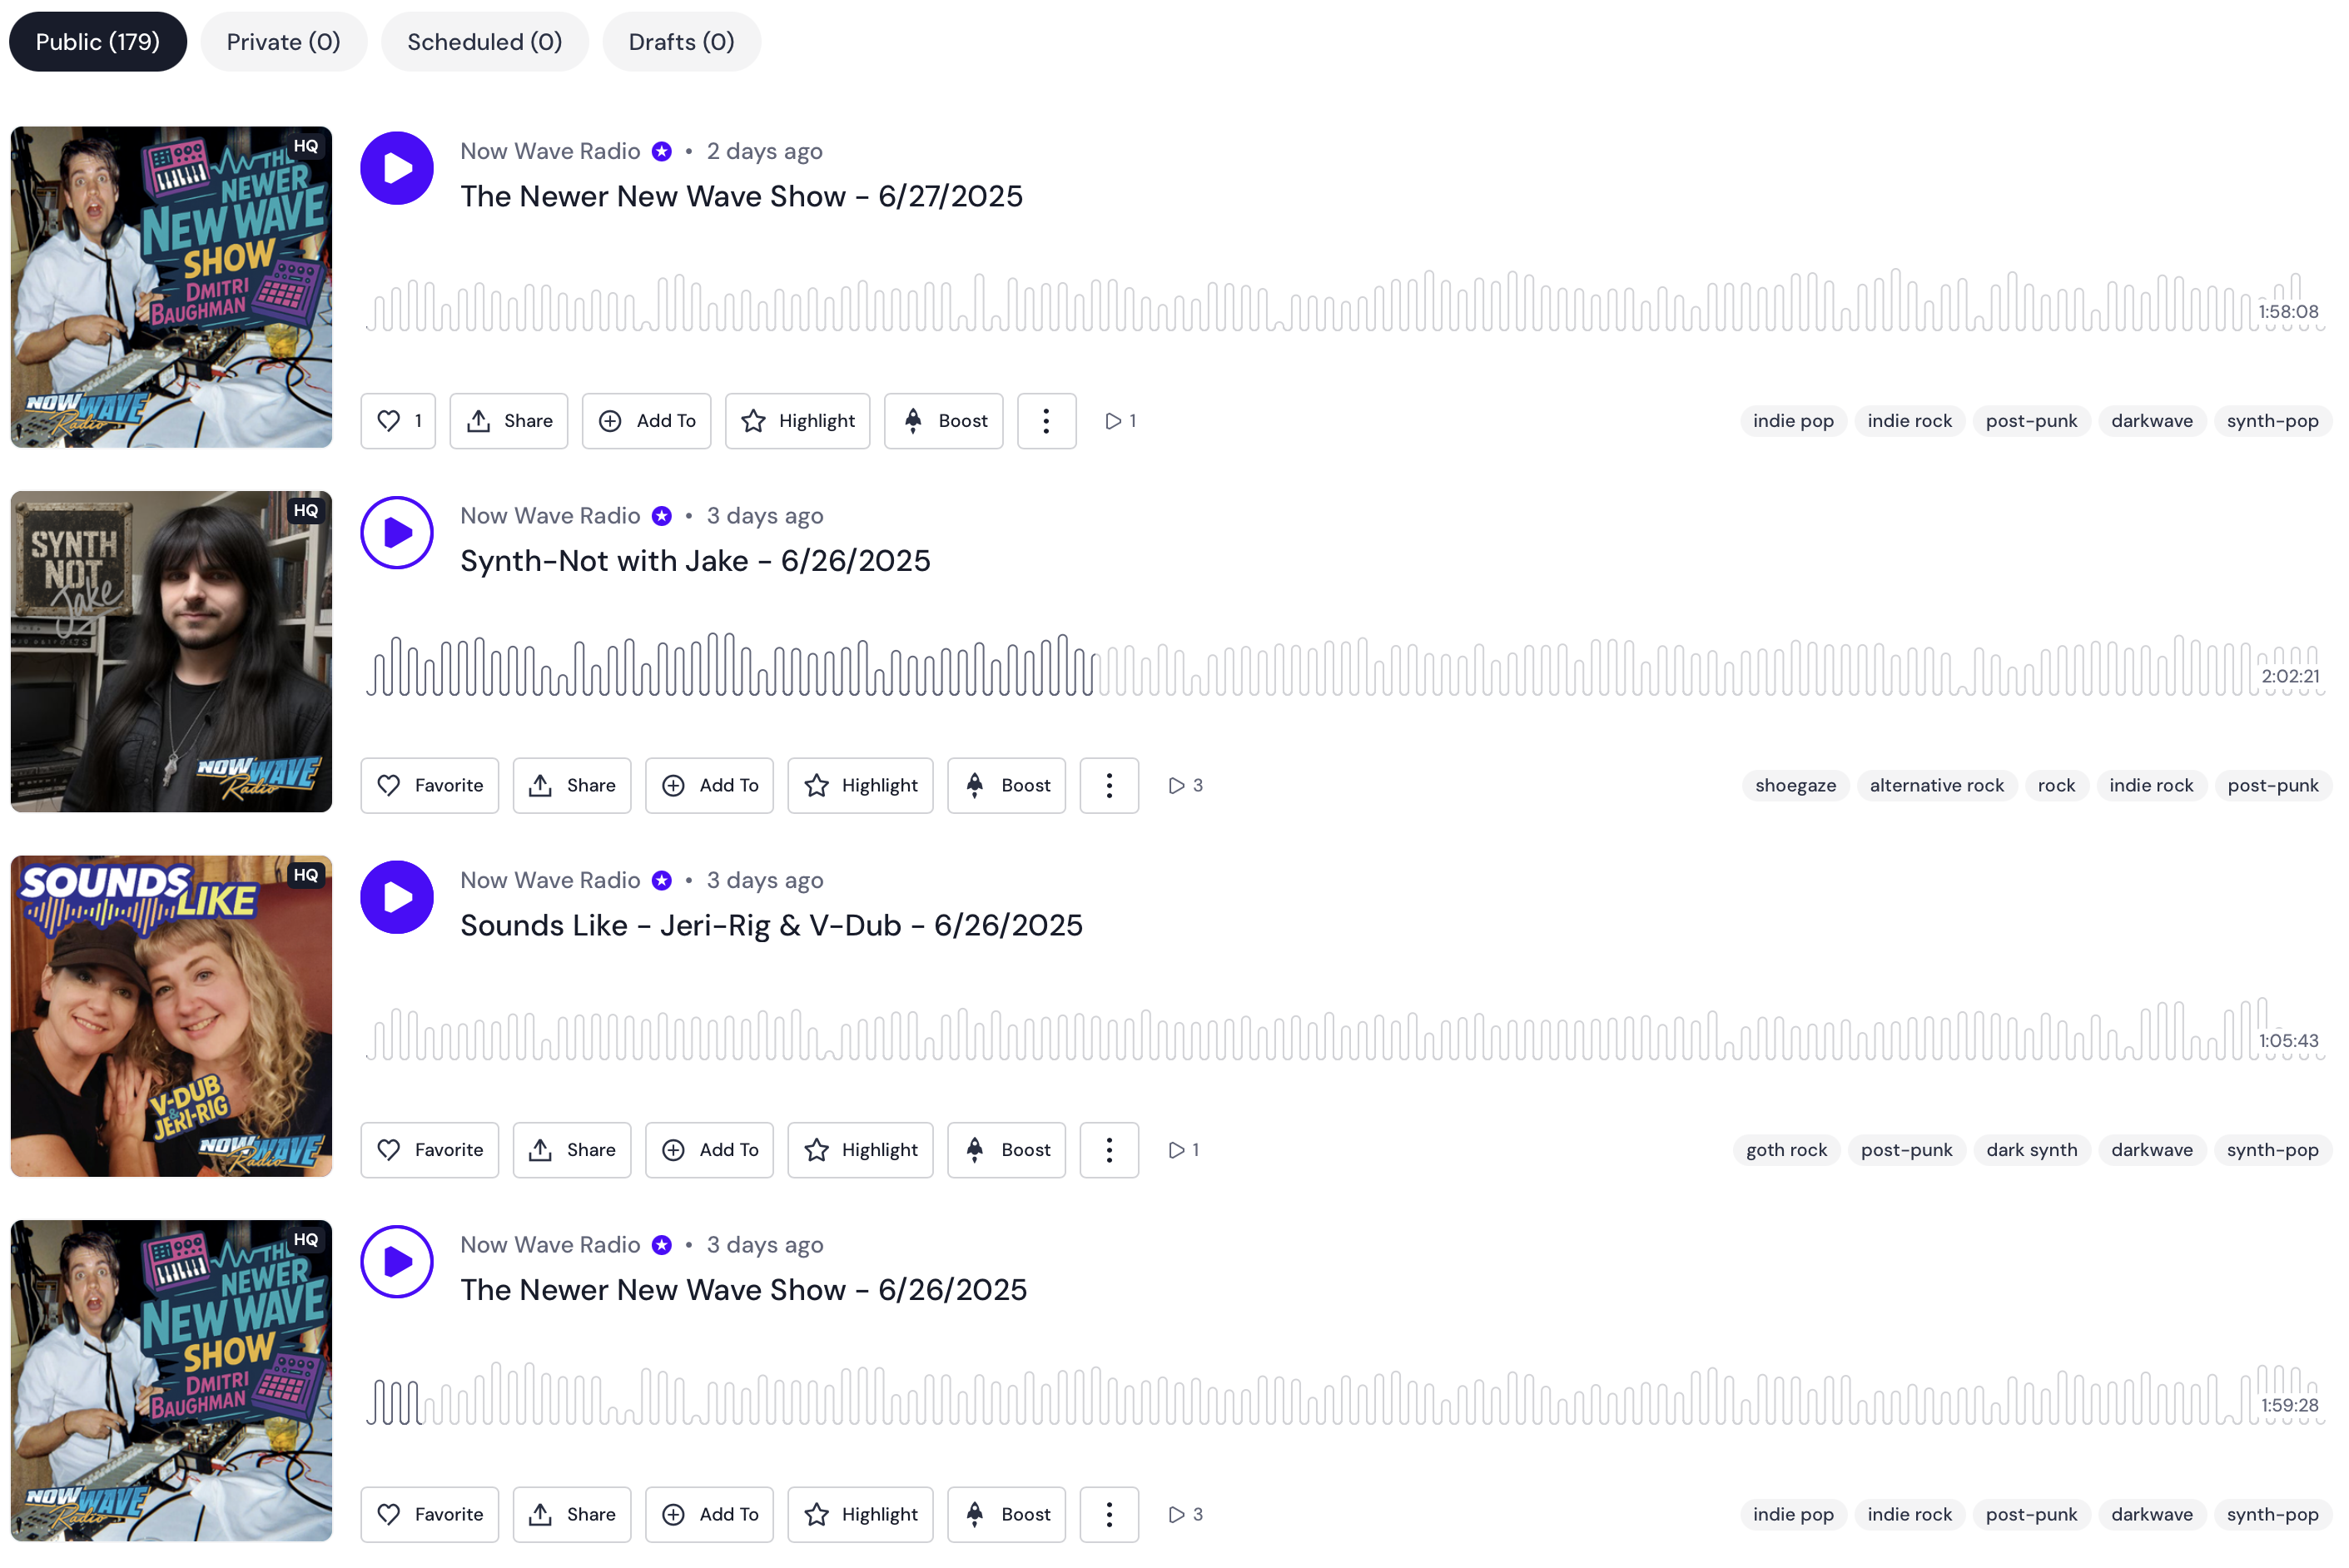 Public (179) Private (0) Scheduled (0) Drafts (0)
HQ
THE
NEWER
NEW WAVE
SHOW
DMITRI
BAUGHMAN
NOW WAVE
Radio
Now Wave Radio • 2 days ago
The Newer New Wave Show - 6/27/2025
1:58:08
1 Share Add To Highlight Boost 1
indie pop indie rock post-punk darkwave synth-pop
HQ
SYNTH
NOT
Jake
NOW WAVE
Radio
Now Wave Radio • 3 days ago
Synth-Not with Jake - 6/26/2025
2:02:21
Favorite Share Add To Highlight Boost 3
shoegaze alternative rock rock indie rock post-punk
HQ
SOUNDS
LIKE
V-DUB
&
JERI-RIG
NOW WAVE
Radio
Now Wave Radio • 3 days ago
Sounds Like - Jeri-Rig & V-Dub - 6/26/2025
1:05:43
Favorite Share Add To Highlight Boost 1
goth rock post-punk dark synth darkwave synth-pop
HQ
THE
NEWER
NEW WAVE
SHOW
DMITRI
BAUGHMAN
NOW WAVE
Radio
Now Wave Radio • 3 days ago
The Newer New Wave Show - 6/26/2025
1:59:28
Favorite Share Add To Highlight Boost 3
indie pop indie rock post-punk darkwave synth-pop